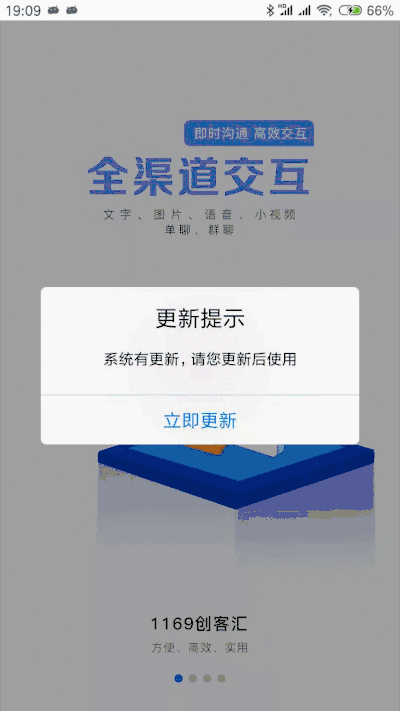 19:09 HD 66%
即时沟通 高效交互
全渠道交互
文字、图片、语音、小视频
单聊、群聊
更新提示
系统有更新，请您更新后使用
立即更新
1169创客汇
方便、高效、实用